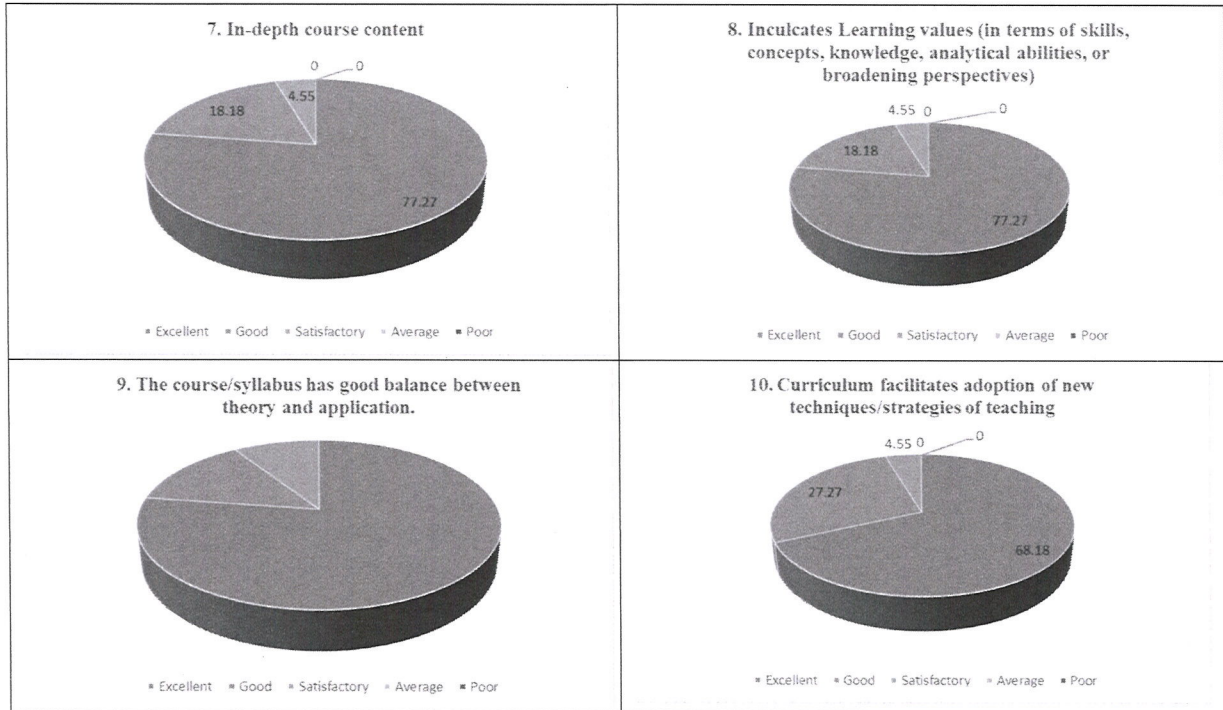 7. In-depth course content
0 0
4.55
18.18
77.27
Excellent Good Satisfactory Average Poor
8. Inculcates Learning values (in terms of skills,
concepts, knowledge, analytical abilities, or
broadening perspectives)
4.55 0 0
18.18
77.27
Excellent Good Satisfactory Average Poor
9. The course/syllabus has good balance between
theory and application.
Excellent Good Satisfactory Average Poor
10. Curriculum facilitates adoption of new
techniques/strategies of teaching
4.55 0 0
27.27
68.18
Excellent Good Satisfactory Average Poor